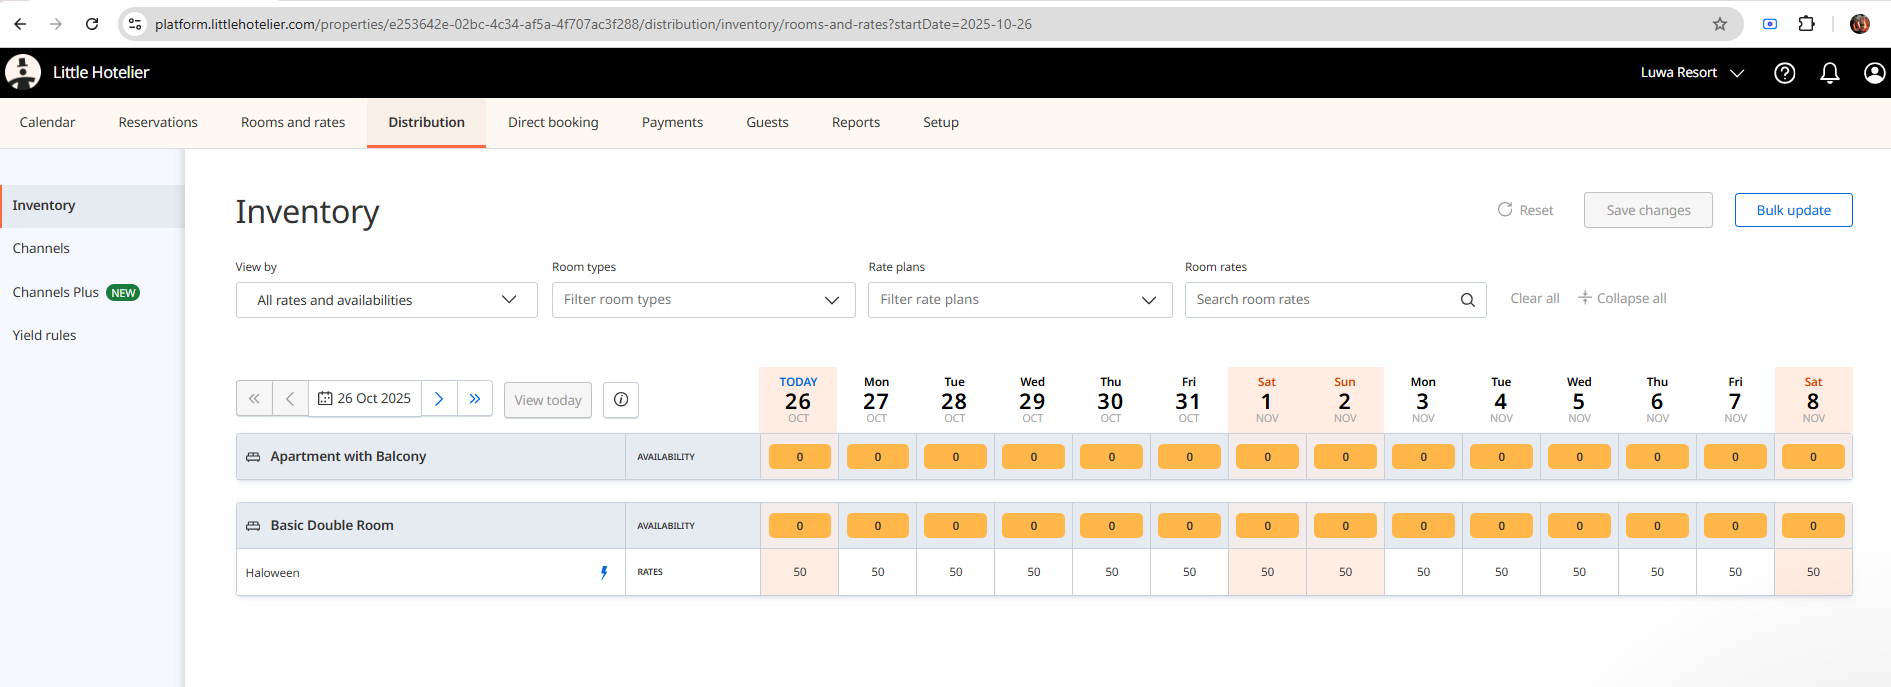 platform.littlehotelier.com/properties/e253642e-02bc-4c34-af5a-4f707ac3f288/distribution/inventory/rooms-and-rates?startDate=2025-10-26
Little Hotelier
Luwa Resort
Calendar Reservations Rooms and rates Distribution Direct booking Payments Guests Reports Setup
Inventory
Channels
Channels Plus NEW
Yield rules
Inventory
Reset Save changes Bulk update
View by Room types Rate plans Room rates
All rates and availabilities Filter room types Filter rate plans Search room rates Clear all Collapse all
26 Oct 2025 View today
TODAY Mon Tue Wed Thu Fri Sat Sun Mon Tue Wed Thu Fri Sat
26 27 28 29 30 31 1 2 3 4 5 6 7 8
OCT OCT OCT OCT OCT OCT NOV NOV NOV NOV NOV NOV NOV NOV
Apartment with Balcony AVAILABILITY 0 0 0 0 0 0 0 0 0 0 0 0 0 0
Basic Double Room AVAILABILITY 0 0 0 0 0 0 0 0 0 0 0 0 0 0
Haloween RATES 50 50 50 50 50 50 50 50 50 50 50 50 50 50